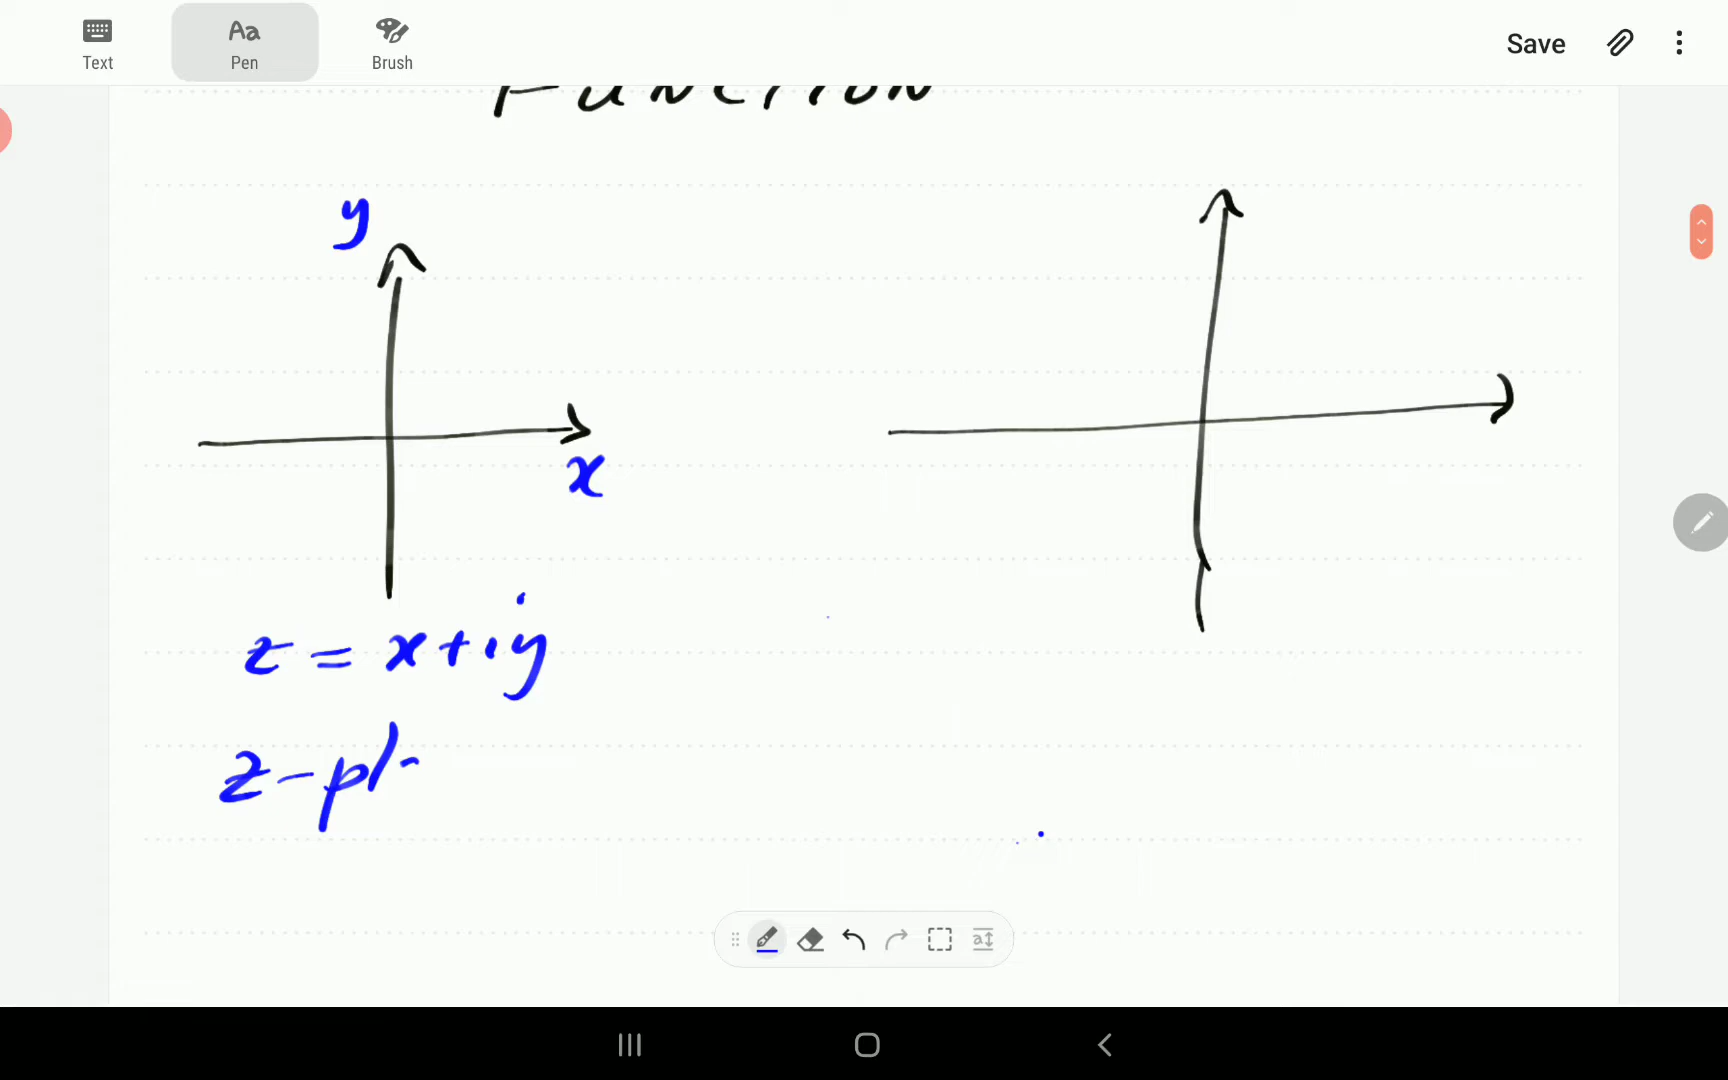 Text Pen Brush Save
Function
y
x
z = x + iy
z - pl